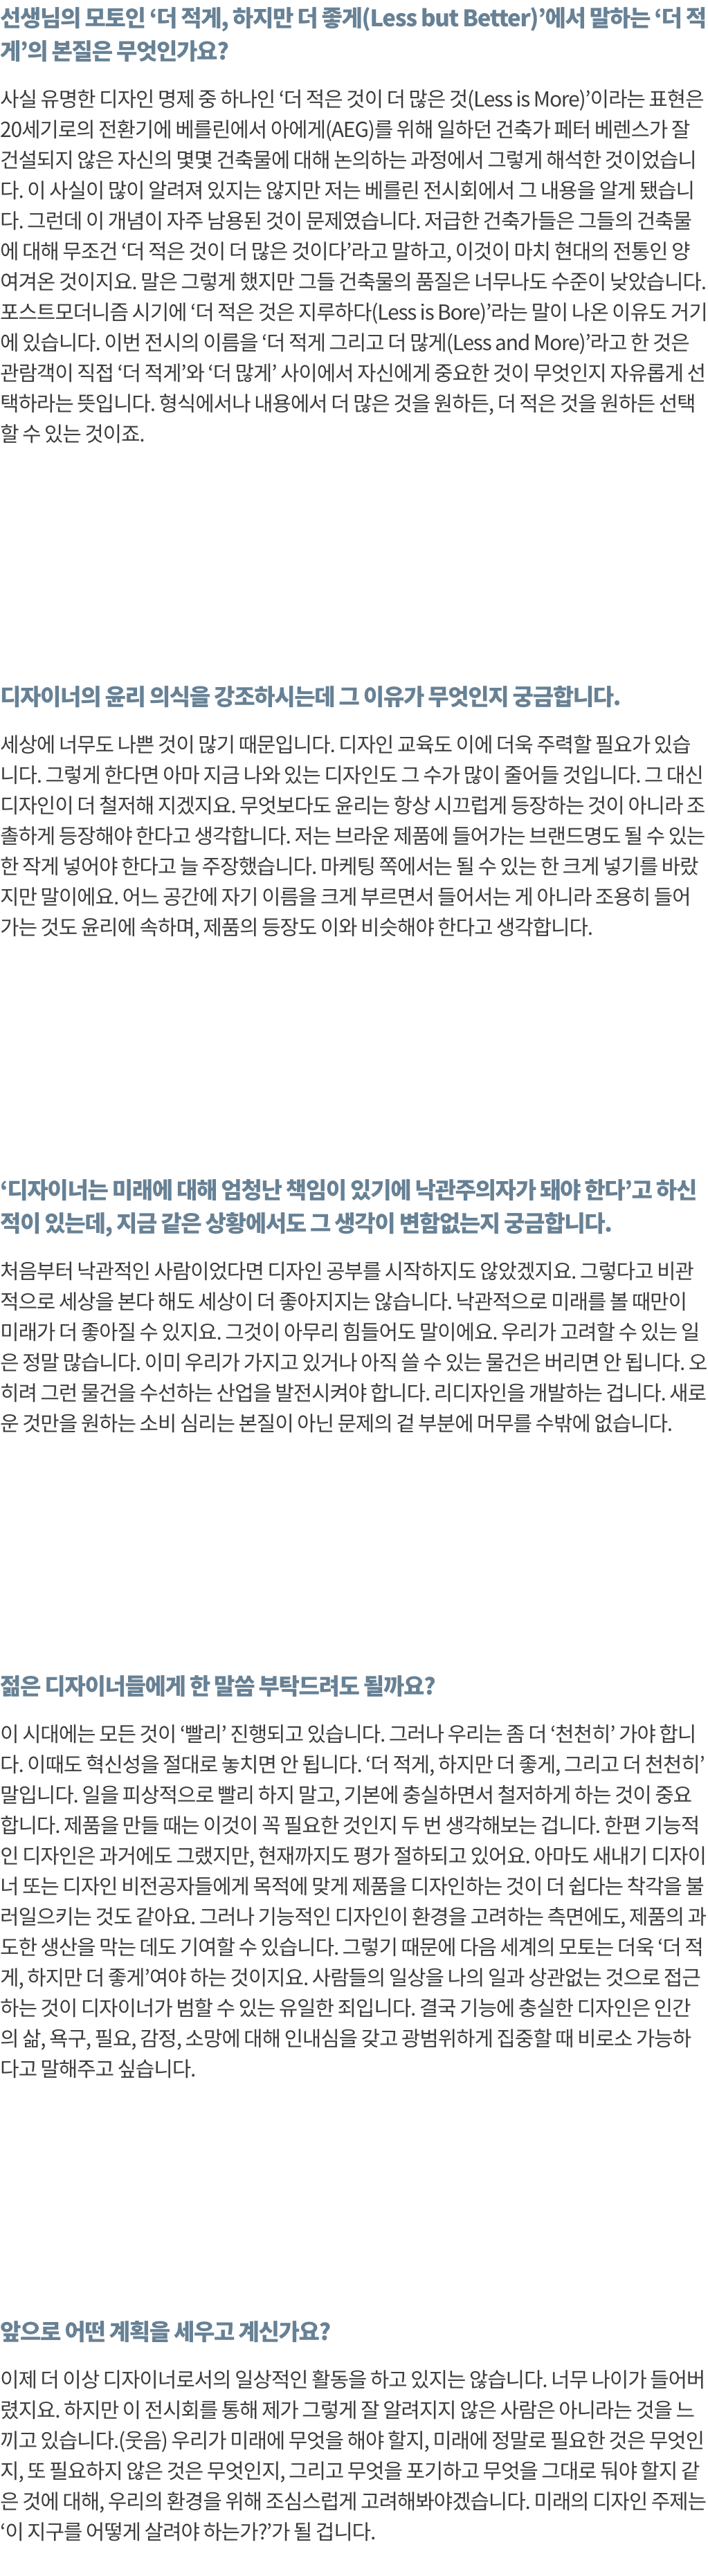 선생님의 모토인 ‘더 적게, 하지만 더 좋게(Less but Better)’에서 말하는 ‘더 적
게’의 본질은 무엇인가요?
사실 유명한 디자인 명제 중 하나인 ‘더 적은 것이 더 많은 것(Less is More)’이라는 표현은
20세기로의 전환기에 베를린에서 아에게(AEG)를 위해 일하던 건축가 페터 베렌스가 잘
건설되지 않은 자신의 몇몇 건축물에 대해 논의하는 과정에서 그렇게 해석한 것이었습니
다. 이 사실이 많이 알려져 있지는 않지만 저는 베를린 전시회에서 그 내용을 알게 됐습니
다. 그런데 이 개념이 자주 남용된 것이 문제였습니다. 저급한 건축가들은 그들의 건축물
에 대해 무조건 ‘더 적은 것이 더 많은 것이다’라고 말하고, 이것이 마치 현대의 전통인 양
여겨온 것이지요. 말은 그렇게 했지만 그들 건축물의 품질은 너무나도 수준이 낮았습니다.
포스트모더니즘 시기에 ‘더 적은 것은 지루하다(Less is Bore)’라는 말이 나온 이유도 거기
에 있습니다. 이번 전시의 이름을 ‘더 적게 그리고 더 많게(Less and More)’라고 한 것은
관람객이 직접 ‘더 적게’와 ‘더 많게’ 사이에서 자신에게 중요한 것이 무엇인지 자유롭게 선
택하라는 뜻입니다. 형식에서나 내용에서 더 많은 것을 원하든, 더 적은 것을 원하든 선택
할 수 있는 것이죠.
디자이너의 윤리 의식을 강조하시는데 그 이유가 무엇인지 궁금합니다.
세상에 너무도 나쁜 것이 많기 때문입니다. 디자인 교육도 이에 더욱 주력할 필요가 있습
니다. 그렇게 한다면 아마 지금 나와 있는 디자인도 그 수가 많이 줄어들 것입니다. 그 대신
디자인이 더 철저해 지겠지요. 무엇보다도 윤리는 항상 시끄럽게 등장하는 것이 아니라 조
촐하게 등장해야 한다고 생각합니다. 저는 브라운 제품에 들어가는 브랜드명도 될 수 있는
한 작게 넣어야 한다고 늘 주장했습니다. 마케팅 쪽에서는 될 수 있는 한 크게 넣기를 바랐
지만 말이에요. 어느 공간에 자기 이름을 크게 부르면서 들어서는 게 아니라 조용히 들어
가는 것도 윤리에 속하며, 제품의 등장도 이와 비슷해야 한다고 생각합니다.
‘디자이너는 미래에 대해 엄청난 책임이 있기에 낙관주의자가 돼야 한다’고 하신
적이 있는데, 지금 같은 상황에서도 그 생각이 변함없는지 궁금합니다.
처음부터 낙관적인 사람이었다면 디자인 공부를 시작하지도 않았겠지요. 그렇다고 비관
적으로 세상을 본다 해도 세상이 더 좋아지지는 않습니다. 낙관적으로 미래를 볼 때만이
미래가 더 좋아질 수 있지요. 그것이 아무리 힘들어도 말이에요. 우리가 고려할 수 있는 일
은 정말 많습니다. 이미 우리가 가지고 있거나 아직 쓸 수 있는 물건은 버리면 안 됩니다. 오
히려 그런 물건을 수선하는 산업을 발전시켜야 합니다. 리디자인을 개발하는 겁니다. 새로
운 것만을 원하는 소비 심리는 본질이 아닌 문제의 겉 부분에 머무를 수밖에 없습니다.
젊은 디자이너들에게 한 말씀 부탁드려도 될까요?
이 시대에는 모든 것이 ‘빨리’ 진행되고 있습니다. 그러나 우리는 좀 더 ‘천천히’ 가야 합니
다. 이때도 혁신성을 절대로 놓치면 안 됩니다. ‘더 적게, 하지만 더 좋게, 그리고 더 천천히’
말입니다. 일을 피상적으로 빨리 하지 말고, 기본에 충실하면서 철저하게 하는 것이 중요
합니다. 제품을 만들 때는 이것이 꼭 필요한 것인지 두 번 생각해보는 겁니다. 한편 기능적
인 디자인은 과거에도 그랬지만, 현재까지도 평가 절하되고 있어요. 아마도 새내기 디자이
너 또는 디자인 비전공자들에게 목적에 맞게 제품을 디자인하는 것이 더 쉽다는 착각을 불
러일으키는 것도 같아요. 그러나 기능적인 디자인이 환경을 고려하는 측면에도, 제품의 과
도한 생산을 막는 데도 기여할 수 있습니다. 그렇기 때문에 다음 세계의 모토는 더욱 ‘더 적
게, 하지만 더 좋게’여야 하는 것이지요. 사람들의 일상을 나의 일과 상관없는 것으로 접근
하는 것이 디자이너가 범할 수 있는 유일한 죄입니다. 결국 기능에 충실한 디자인은 인간
의 삶, 욕구, 필요, 감정, 소망에 대해 인내심을 갖고 광범위하게 집중할 때 비로소 가능하
다고 말해주고 싶습니다.
앞으로 어떤 계획을 세우고 계신가요?
이제 더 이상 디자이너로서의 일상적인 활동을 하고 있지는 않습니다. 너무 나이가 들어버
렸지요. 하지만 이 전시회를 통해 제가 그렇게 잘 알려지지 않은 사람은 아니라는 것을 느
끼고 있습니다.(웃음) 우리가 미래에 무엇을 해야 할지, 미래에 정말로 필요한 것은 무엇인
지, 또 필요하지 않은 것은 무엇인지, 그리고 무엇을 포기하고 무엇을 그대로 둬야 할지 같
은 것에 대해, 우리의 환경을 위해 조심스럽게 고려해봐야겠습니다. 미래의 디자인 주제는
‘이 지구를 어떻게 살려야 하는가?’가 될 겁니다.